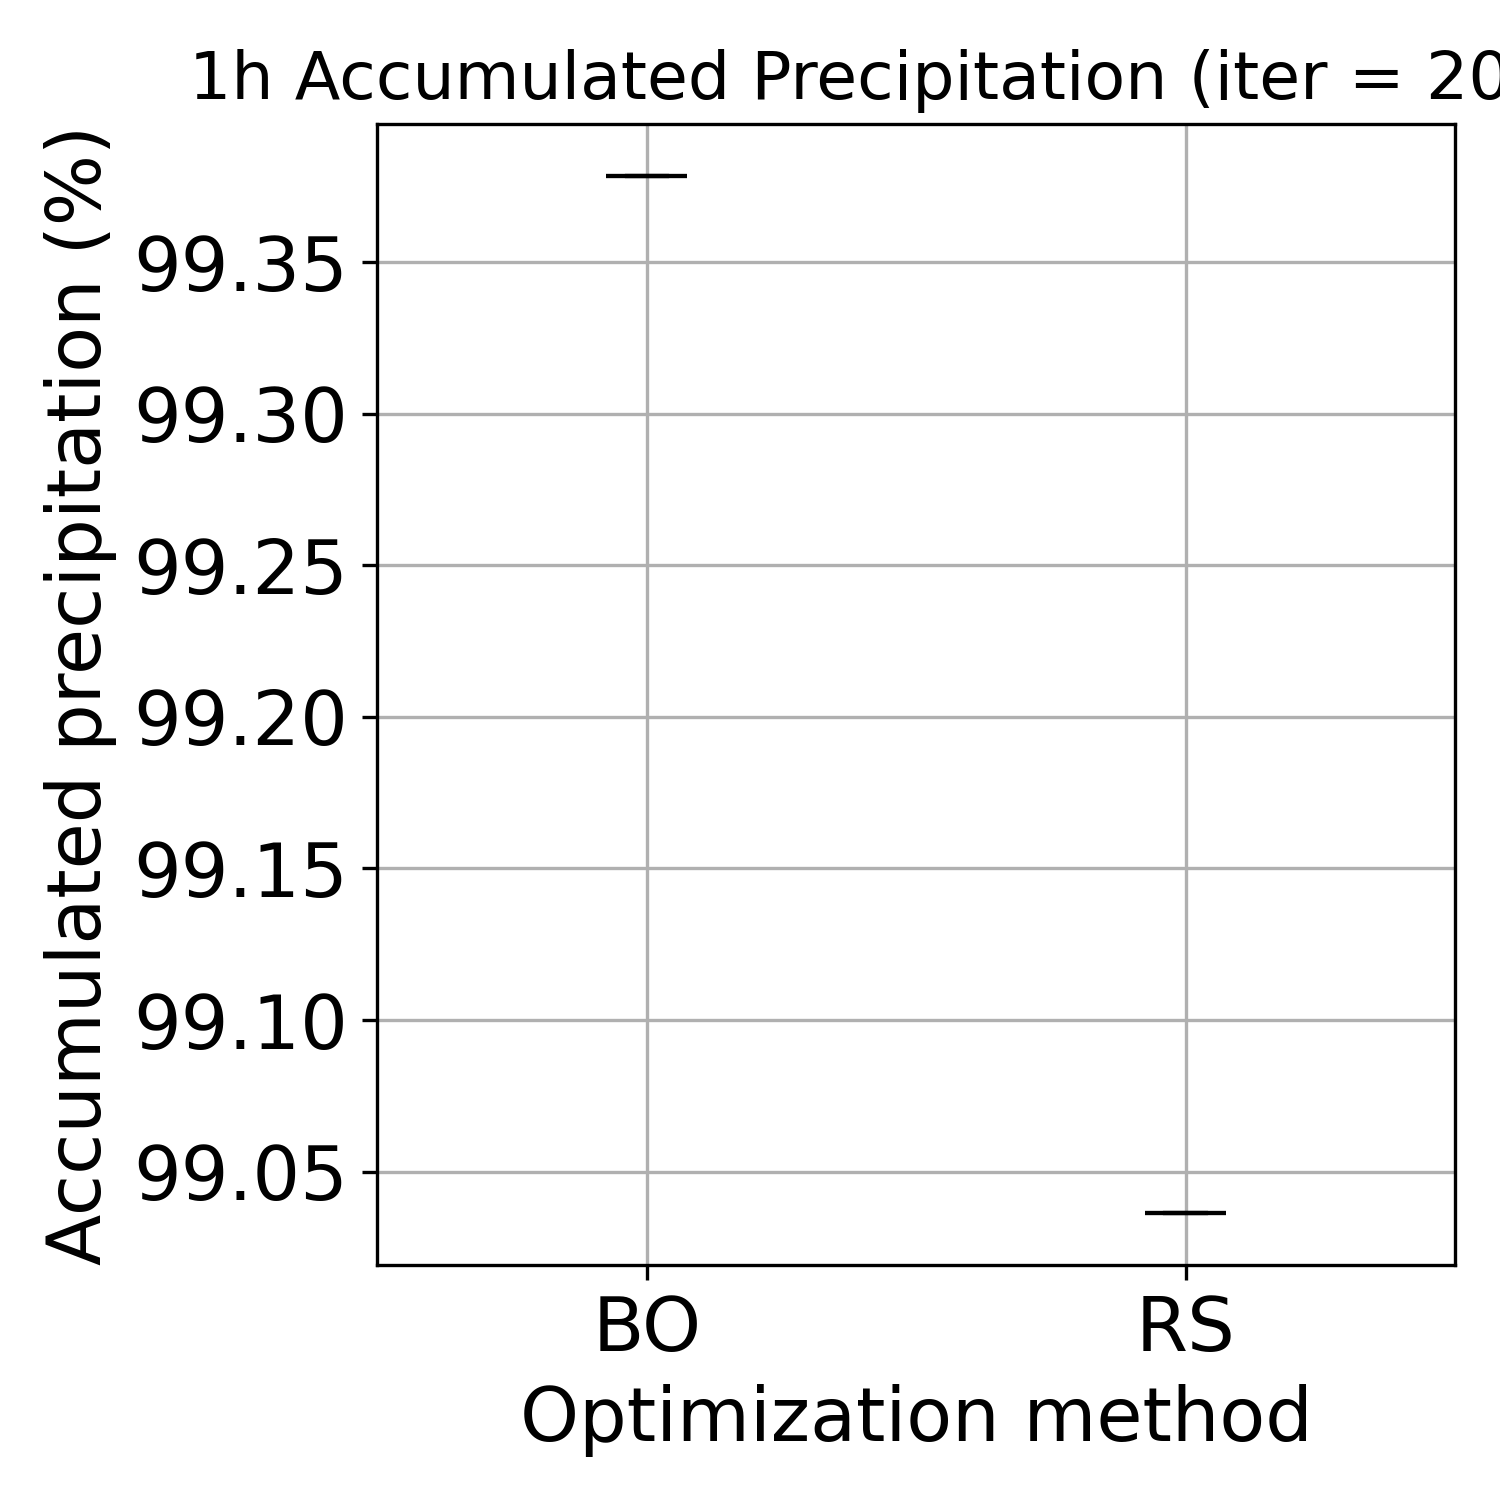 1h Accumulated Precipitation (iter = 20
Accumulated precipitation (%)
99.35
99.30
99.25
99.20
99.15
99.10
99.05
BO RS
Optimization method